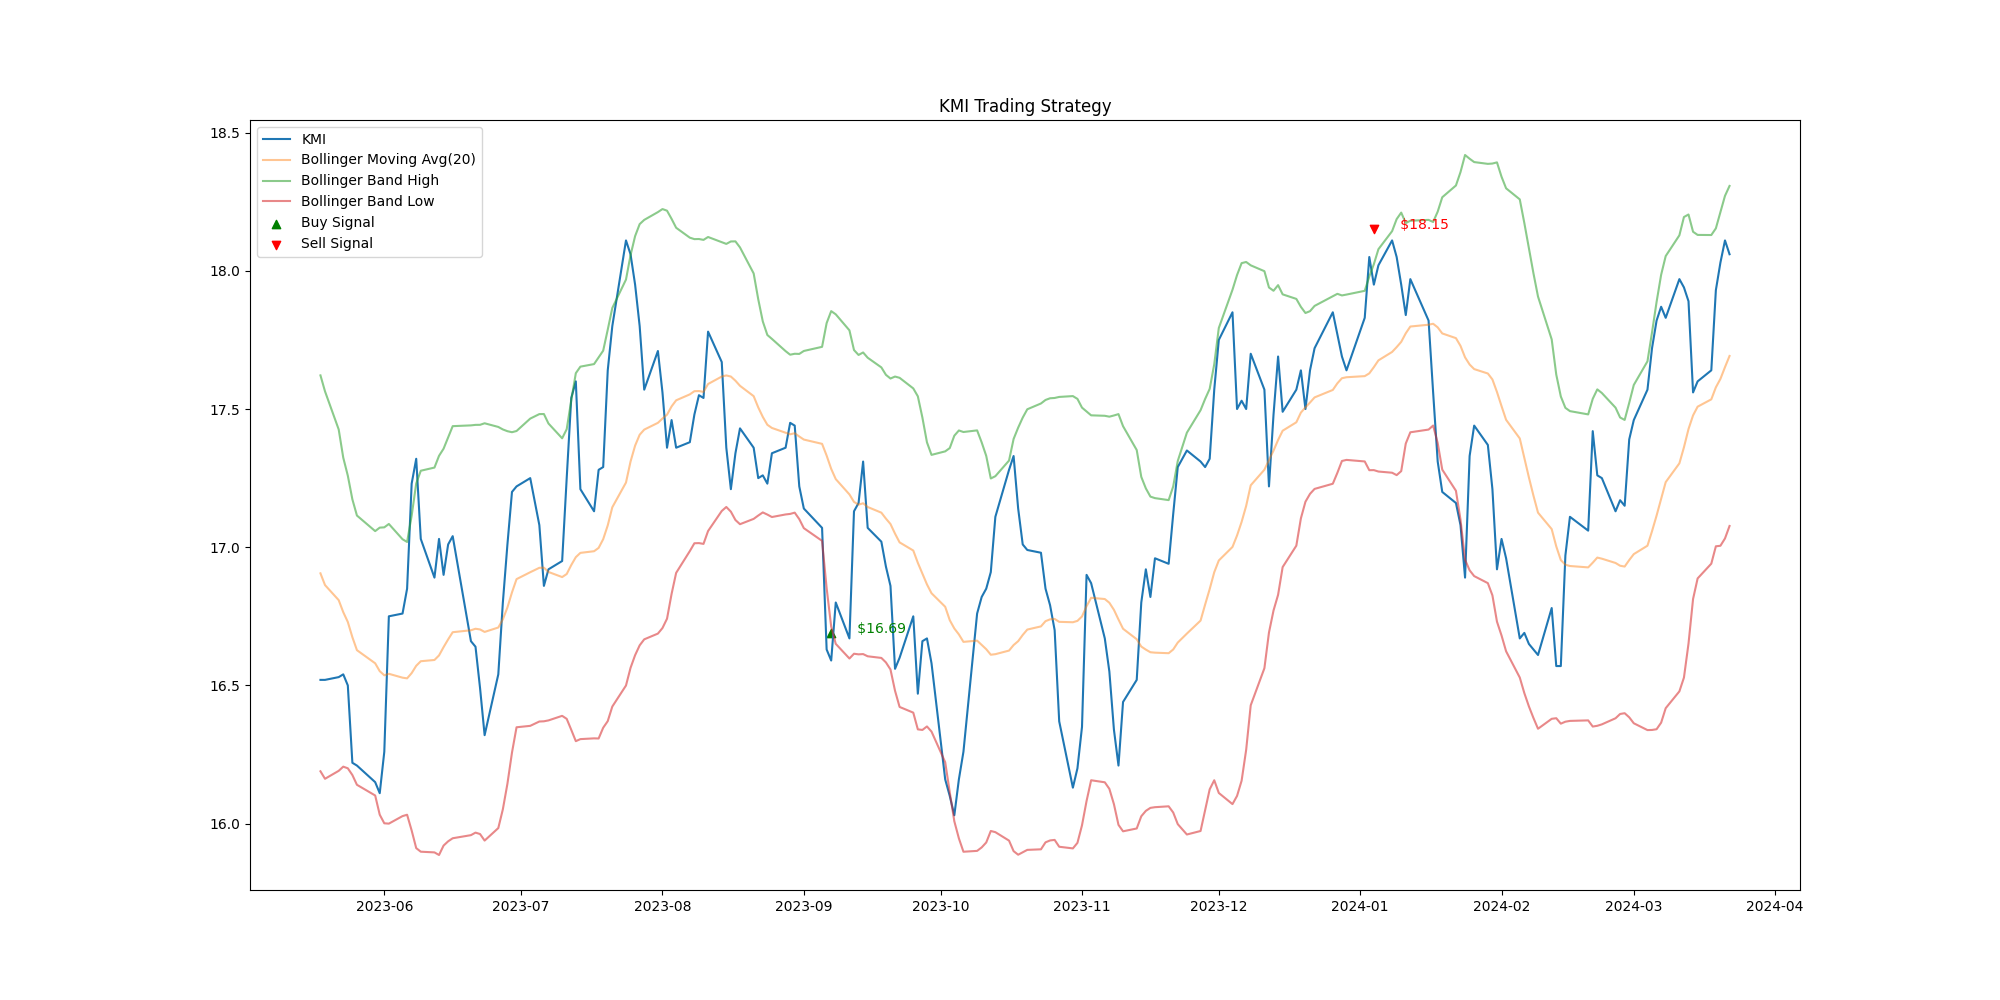 KMI Trading Strategy
18.5
18.0
17.5
17.0
16.5
16.0
KMI
Bollinger Moving Avg(20)
Bollinger Band High
Bollinger Band Low
Buy Signal
Sell Signal
$18.15
$16.69
2023-06
2023-07
2023-08
2023-09
2023-10
2023-11
2023-12
2024-01
2024-02
2024-03
2024-04